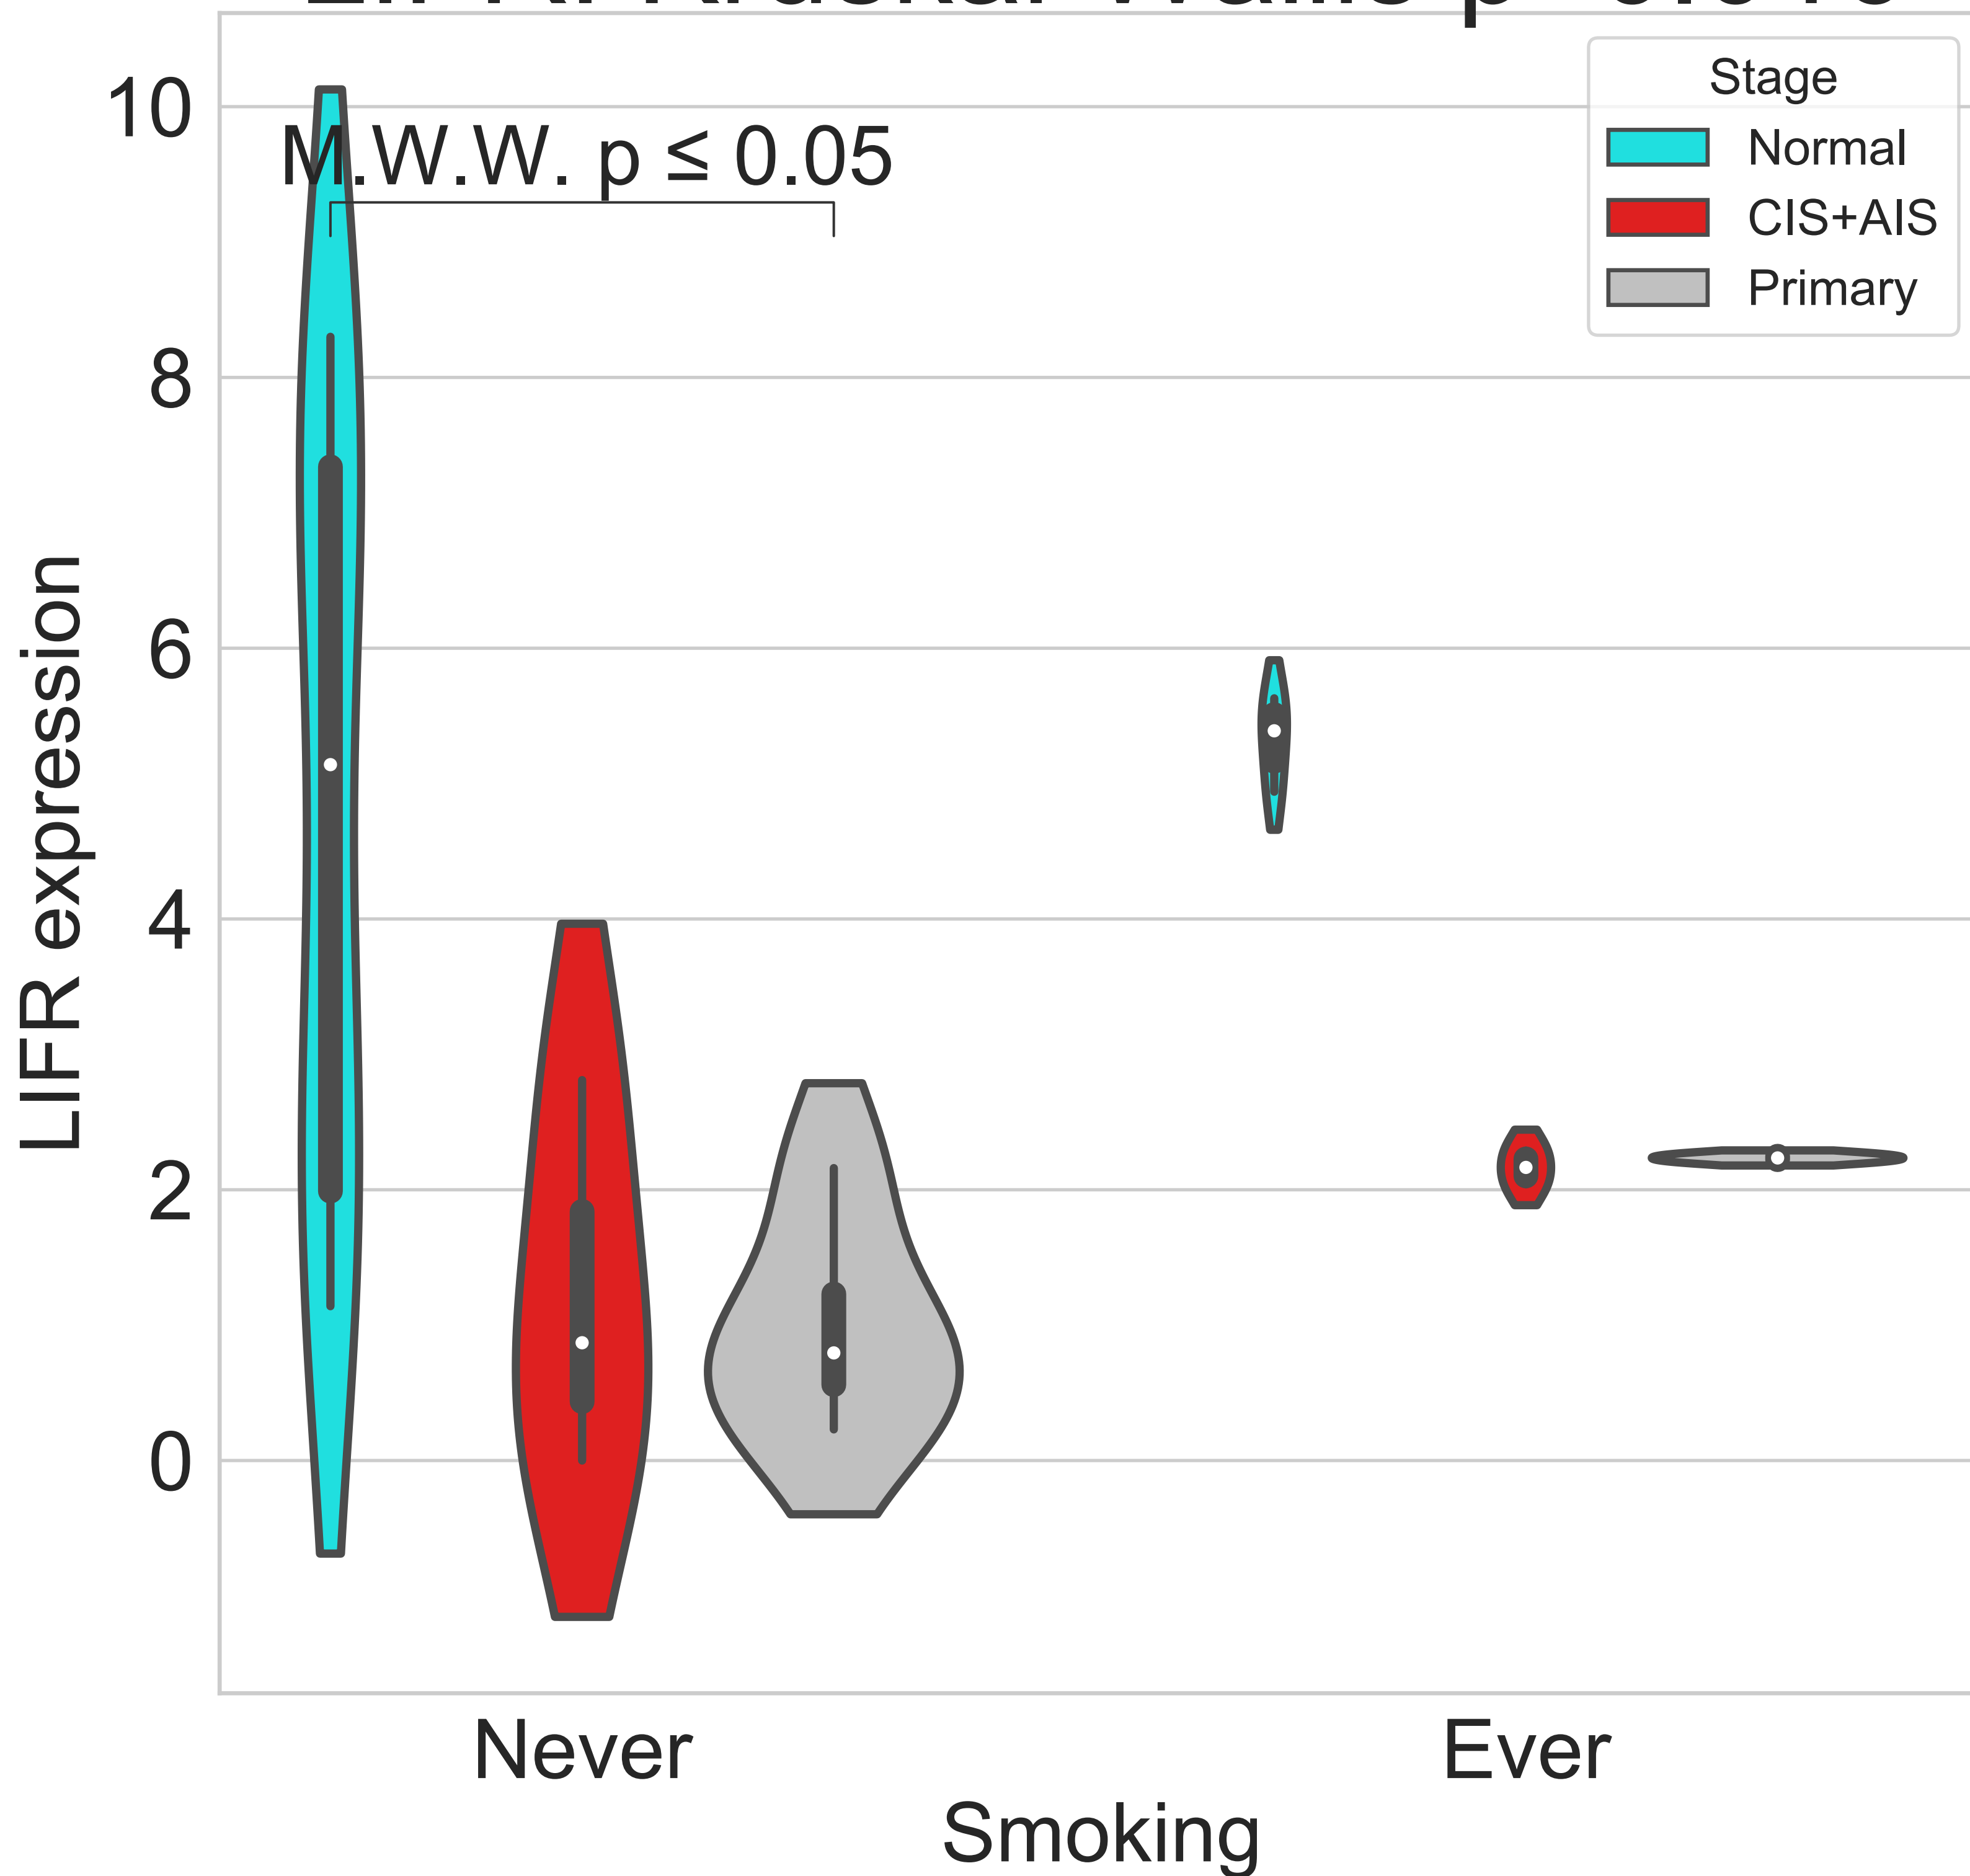 10
M.W.W. p ≤ 0.05
8
6
4
2
0
LIFR expression
Stage
Normal
CIS+AIS
Primary
Never
Ever
Smoking